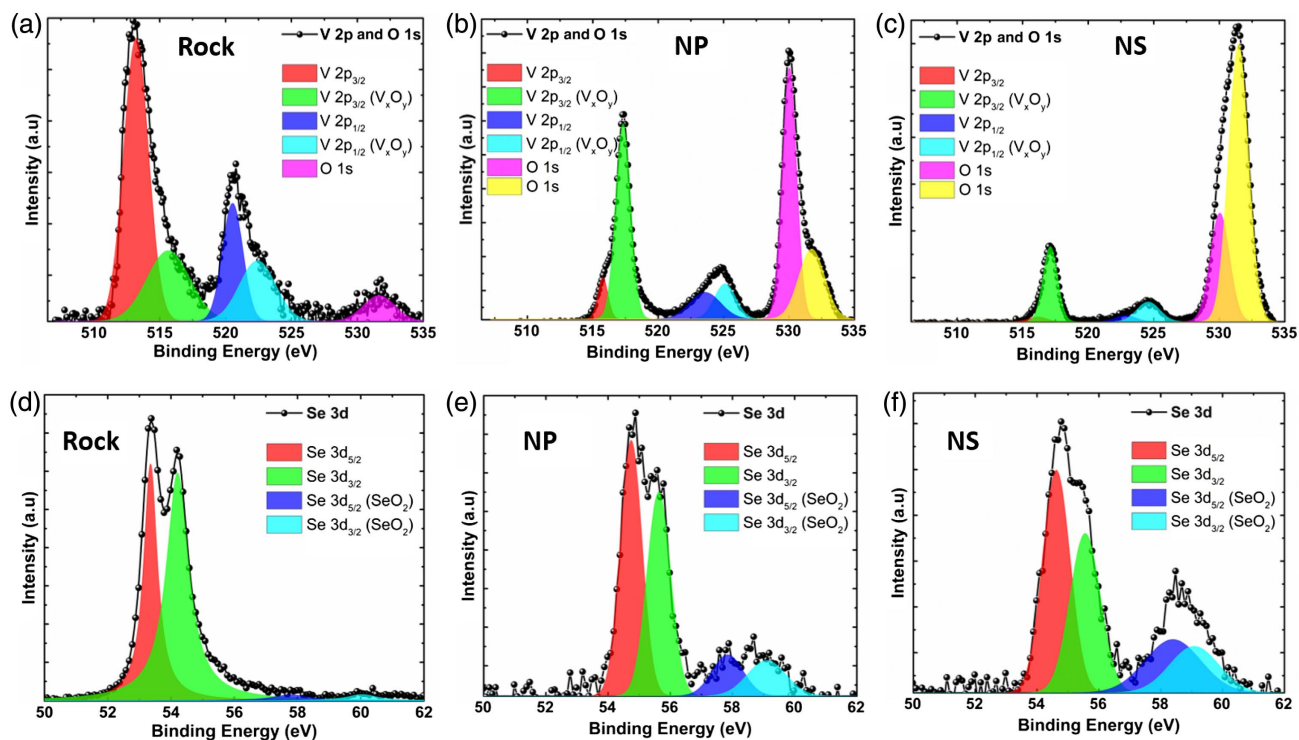 (a)
Rock
V 2p and O 1s
V 2p3/2
V 2p3/2 (VxOy)
V 2p1/2
V 2p1/2 (VxOy)
O 1s
Intensity (a.u)
510 515 520 525 530 535
Binding Energy (eV)
(b)
V 2p and O 1s
NP
V 2p3/2
V 2p3/2 (VxOy)
V 2p1/2
V 2p1/2 (VxOy)
O 1s
O 1s
Intensity (a.u)
510 515 520 525 530 535
Binding Energy (eV)
(c)
V 2p and O 1s
NS
V 2p3/2
V 2p3/2 (VxOy)
V 2p1/2
V 2p1/2 (VxOy)
O 1s
O 1s
Intensity (a.u)
510 515 520 525 530 535
Binding Energy (eV)
(d)
Rock
Se 3d
Se 3d5/2
Se 3d3/2
Se 3d5/2 (SeO2)
Se 3d3/2 (SeO2)
Intensity (a.u)
50 52 54 56 58 60 62
Binding Energy (eV)
(e)
NP
Se 3d
Se 3d5/2
Se 3d3/2
Se 3d5/2 (SeO2)
Se 3d3/2 (SeO2)
Intensity (a.u)
50 52 54 56 58 60 62
Binding Energy (eV)
(f)
NS
Se 3d
Se 3d5/2
Se 3d3/2
Se 3d5/2 (SeO2)
Se 3d3/2 (SeO2)
Intensity (a.u)
50 52 54 56 58 60 62
Binding Energy (eV)